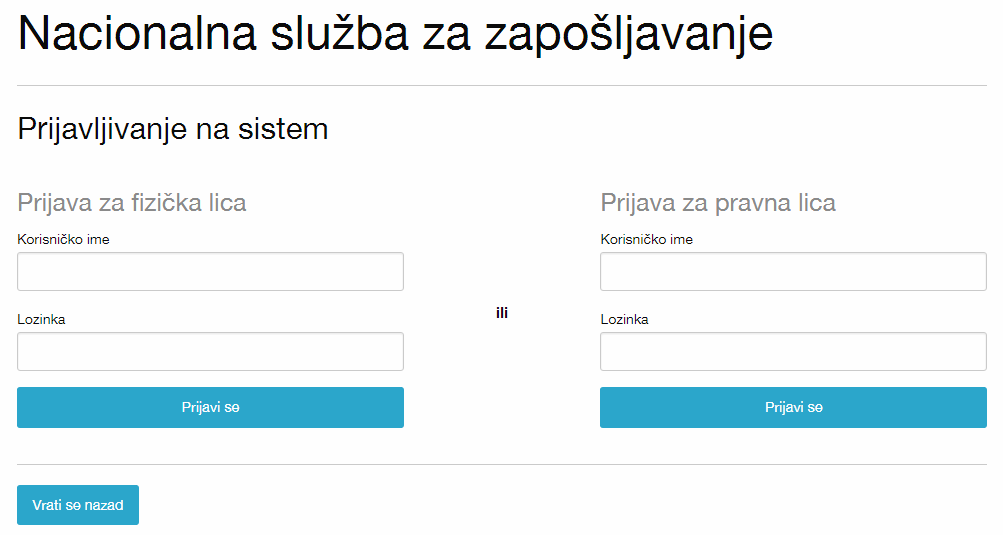 Nacionalna služba za zapošljavanje
Prijavljivanje na sistem
Prijava za fizička lica
Korisničko ime
Lozinka
Prijavi se
ili
Prijava za pravna lica
Korisničko ime
Lozinka
Prijavi se
Vrati se nazad